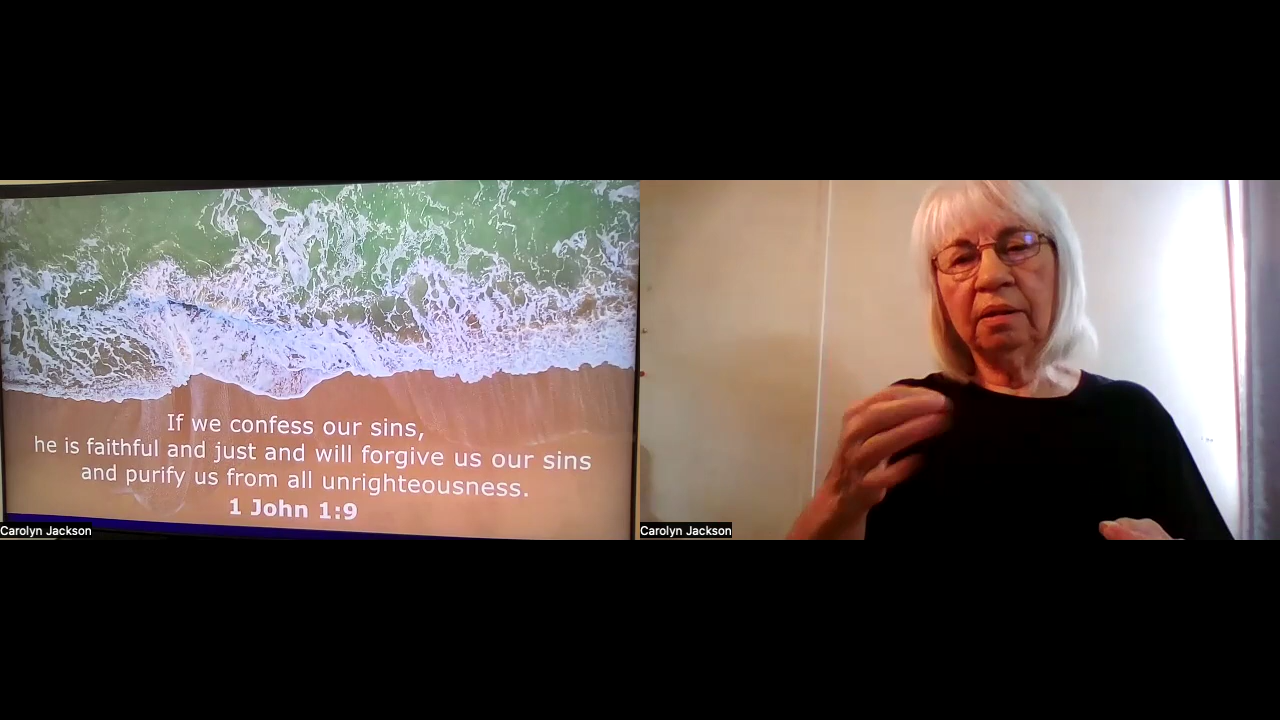 If we confess our sins,
he is faithful and just and will forgive us our sins
and purify us from all unrighteousness.
1 John 1:9
Carolyn Jackson
Carolyn Jackson